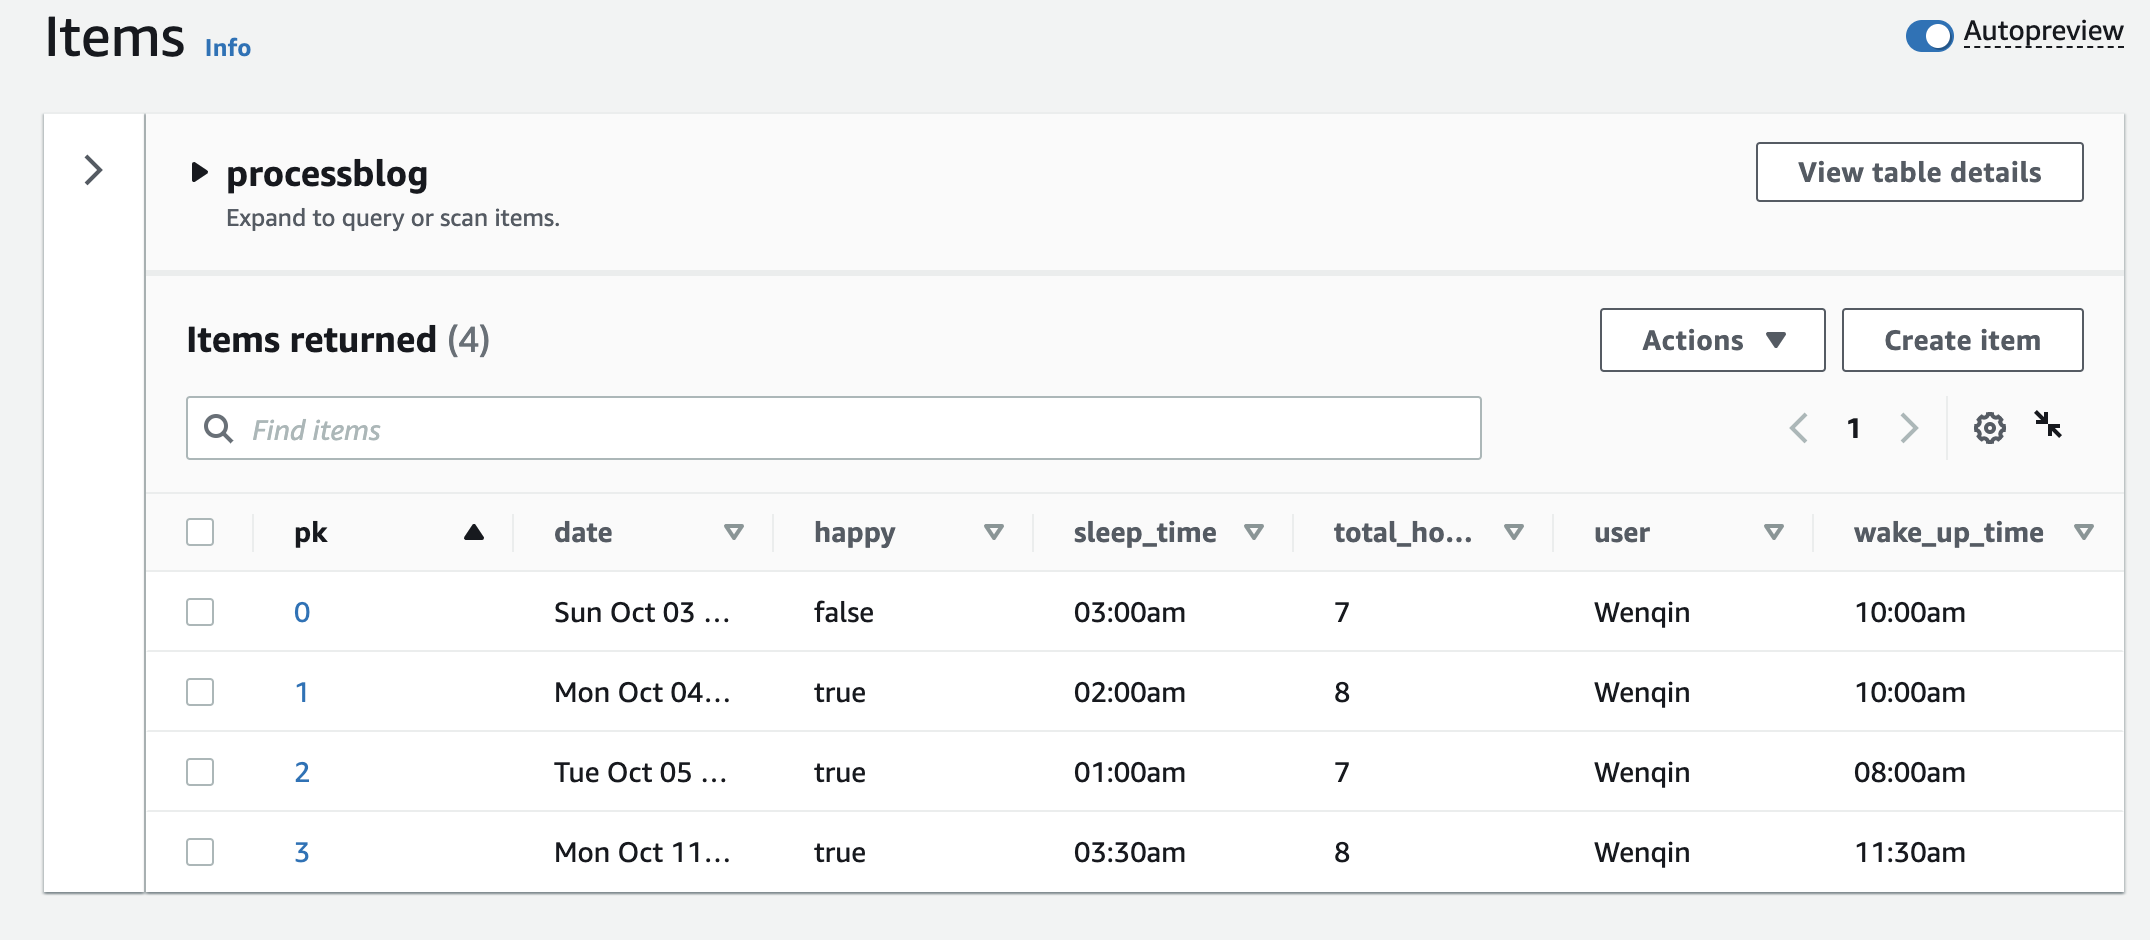 Items Info
Autopreview
processblog
View table details
Expand to query or scan items.
Items returned (4)
Actions
Create item
Find items
1
pk date happy sleep_time total_ho... user wake_up_time
0 Sun Oct 03 ... false 03:00am 7 Wenqin 10:00am
1 Mon Oct 04... true 02:00am 8 Wenqin 10:00am
2 Tue Oct 05 ... true 01:00am 7 Wenqin 08:00am
3 Mon Oct 11... true 03:30am 8 Wenqin 11:30am